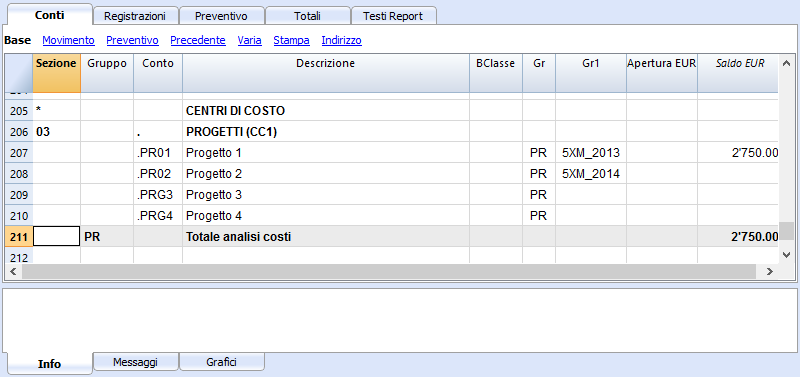 Conti Registrazioni Preventivo Totali Testi Report
Base Movimento Preventivo Precedente Varia Stampa Indirizzo
Sezione Gruppo Conto Descrizione BClasse Gr Gr1 Apertura EUR Saldo EUR
205 * CENTRI DI COSTO
206 03 . PROGETTI (CC1)
207 .PR01 Progetto 1 PR 5XM_2013 2'750.00
208 .PR02 Progetto 2 PR 5XM_2014
209 .PRG3 Progetto 3 PR
210 .PRG4 Progetto 4 PR
211 PR Totale analisi costi 2'750.00
212
Info Messaggi Grafici